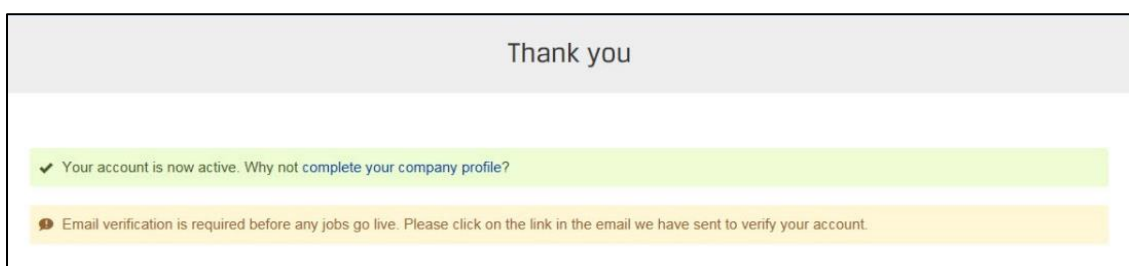 Thank you
Your account is now active. Why not complete your company profile?
Email verification is required before any jobs go live. Please click on the link in the email we have sent to verify your account.